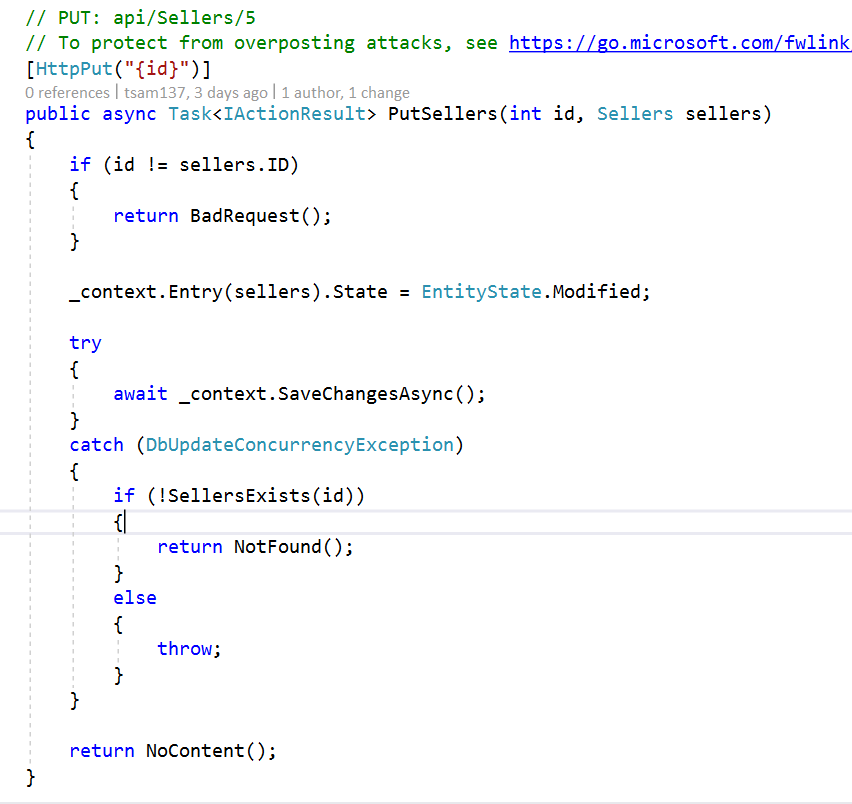 // PUT: api/Sellers/5
// To protect from overposting attacks, see https://go.microsoft.com/fwlink
[HttpPut("{id}")]
0 references | tsam137, 3 days ago | 1 author, 1 change
public async Task<IActionResult> PutSellers(int id, Sellers sellers)
{
    if (id != sellers.ID)
    {
        return BadRequest();
    }

    _context.Entry(sellers).State = EntityState.Modified;

    try
    {
        await _context.SaveChangesAsync();
    }
    catch (DbUpdateConcurrencyException)
    {
        if (!SellersExists(id))
        {
            return NotFound();
        }
        else
        {
            throw;
        }
    }

    return NoContent();
}